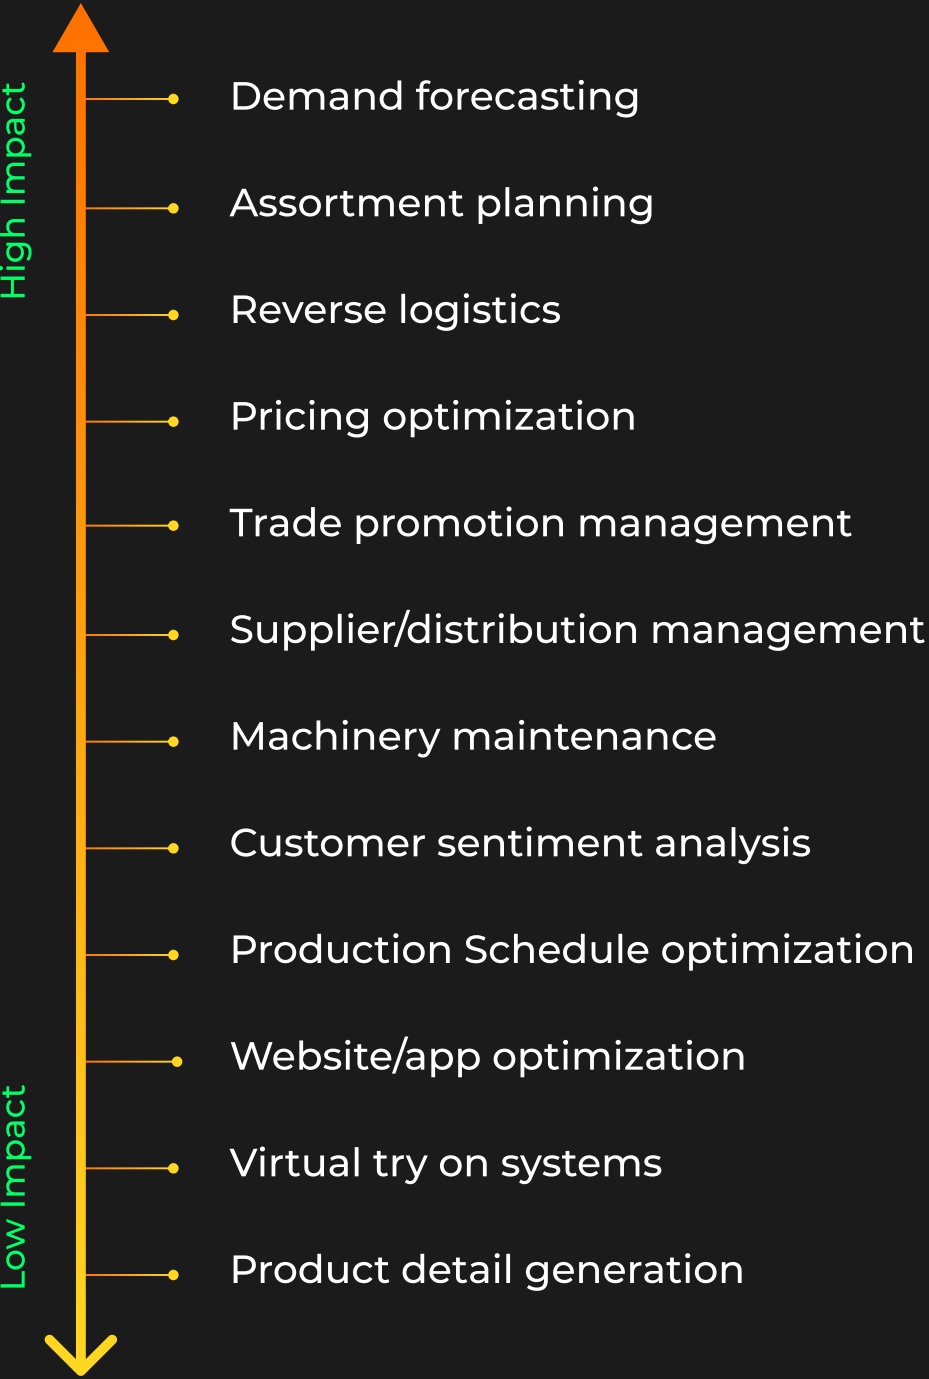 High Impact
Demand forecasting
Assortment planning
Reverse logistics
Pricing optimization
Trade promotion management
Supplier/distribution management
Machinery maintenance
Customer sentiment analysis
Production Schedule optimization
Website/app optimization
Low Impact
Virtual try on systems
Product detail generation